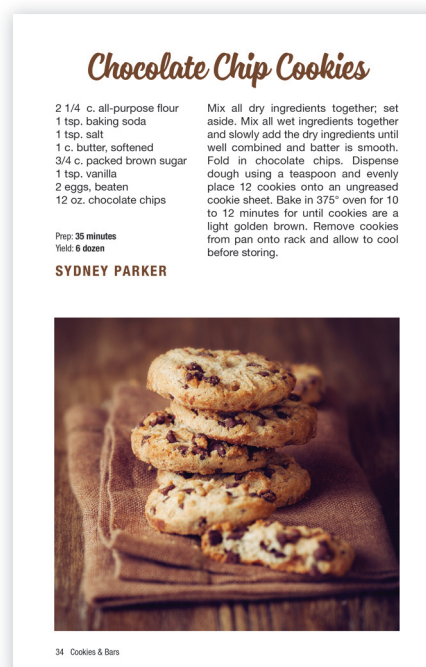 Chocolate Chip Cookies
2 1/4  c. all-purpose flour
1 tsp. baking soda
1 tsp. salt
1 c. butter, softened
3/4 c. packed brown sugar
1 tsp. vanilla
2 eggs, beaten
12 oz. chocolate chips
Prep: 35 minutes
Yield: 6 dozen
SYDNEY PARKER
Mix all dry ingredients together; set
aside. Mix all wet ingredients together
and slowly add the dry ingredients until
well combined and batter is smooth.
Fold in chocolate chips. Dispense
dough using a teaspoon and evenly
place 12 cookies onto an ungreased
cookie sheet. Bake in 375° oven for 10
to 12 minutes for until cookies are a
light golden brown. Remove cookies
from pan onto rack and allow to cool
before storing.
34  Cookies & Bars